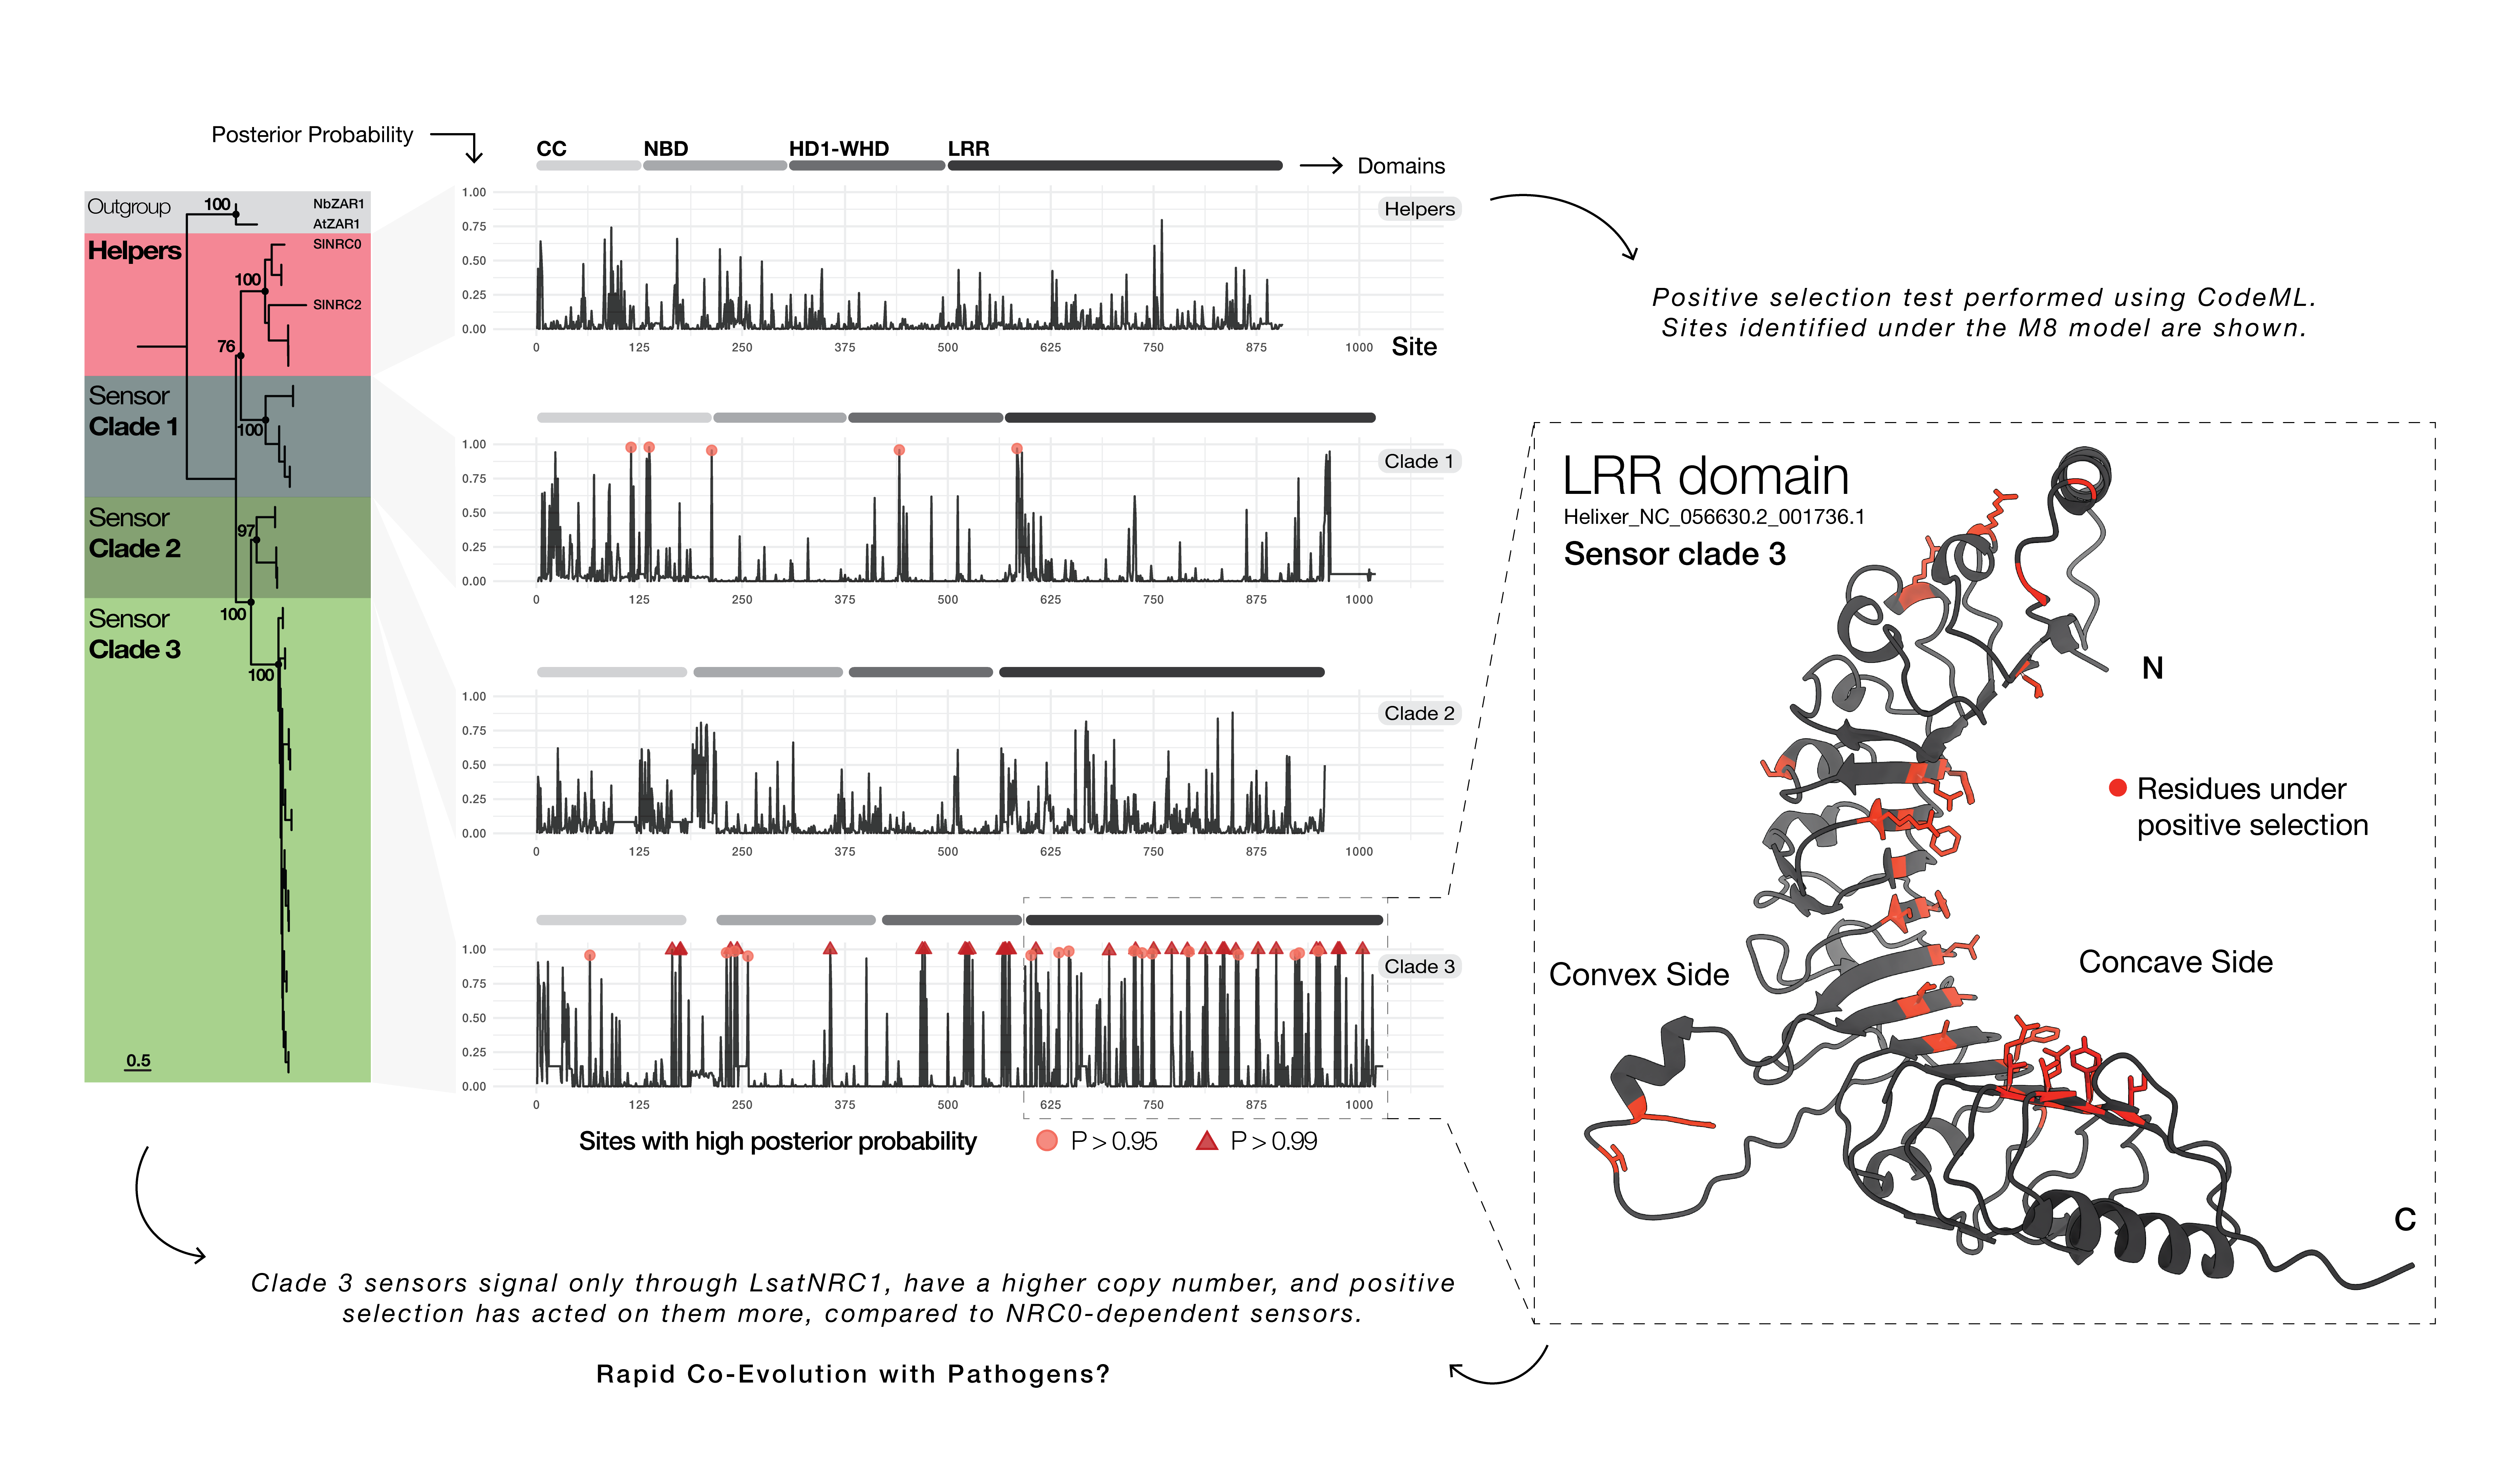 Posterior Probability
CC NBD HD1-WHD LRR
Domains
Outgroup
100
NbZAR1
AtZAR1
Helpers
SlNRC0
100
SlNRC2
76
Sensor
Clade 1
100
Sensor
Clade 2
97
100
Sensor
Clade 3
100
0.5
1.00
0.75
0.50
0.25
0.00
Helpers
0 125 250 375 500 625 750 875 1000
Site
1.00
0.75
0.50
0.25
0.00
Clade 1
0 125 250 375 500 625 750 875 1000
1.00
0.75
0.50
0.25
0.00
Clade 2
0 125 250 375 500 625 750 875 1000
1.00
0.75
0.50
0.25
0.00
Clade 3
0 125 250 375 500 625 750 875 1000
Sites with high posterior probability P > 0.95 P > 0.99
Positive selection test performed using CodeML.
Sites identified under the M8 model are shown.
LRR domain
Helixer_NC_056630.2_001736.1
Sensor clade 3
N
Residues under
positive selection
Convex Side
Concave Side
C
Clade 3 sensors signal only through LsatNRC1, have a higher copy number, and positive
selection has acted on them more, compared to NRC0-dependent sensors.
Rapid Co-Evolution with Pathogens?